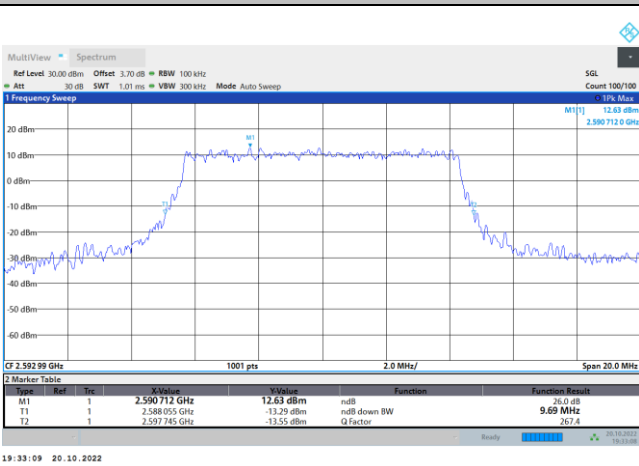 MultiView Spectrum
Ref Level 30.00 dBm Offset 3.70 dB RBW 100 kHz SGL
Att 30 dB SWT 1.01 ms VBW 300 kHz Mode Auto Sweep Count 100/100
1 Frequency Sweep 1Pk Max
M1[1] 12.63 dBm
2.590 712 0 GHz
20 dBm
M1
10 dBm
0 dBm
T1
T2
-10 dBm
-20 dBm
-30 dBm
-40 dBm
-50 dBm
-60 dBm
CF 2.592 99 GHz 1001 pts 2.0 MHz/ Span 20.0 MHz
2 Marker Table
Type Ref Trc X-Value Y-Value Function Function Result
M1 1 2.590 712 GHz 12.63 dBm ndB 26.0 dB
T1 1 2.588 055 GHz -13.29 dBm ndB down BW 9.69 MHz
T2 1 2.597 745 GHz -13.55 dBm Q Factor 267.4
Ready 20.10.2022
19:33:08
19:33:09 20.10.2022